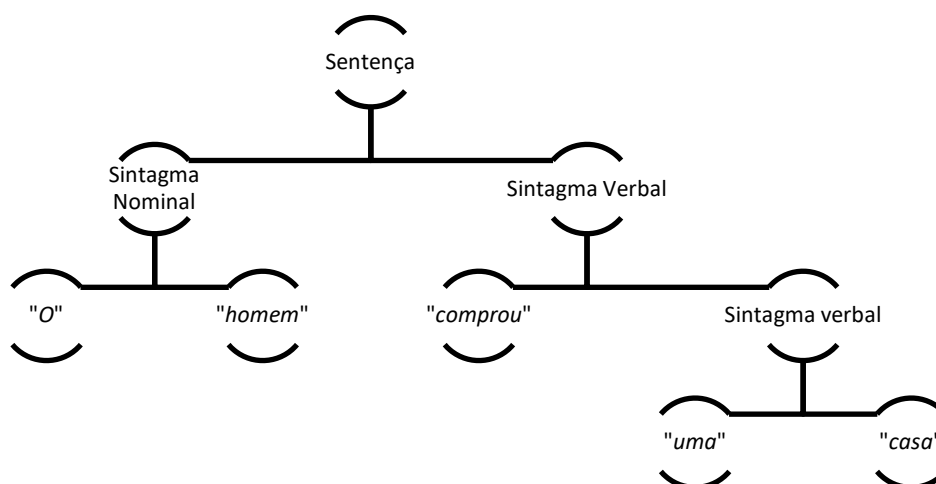 Sentença
Sintagma
Nominal
Sintagma Verbal
"O"
"homem"
"comprou"
Sintagma verbal
"uma"
"casa"